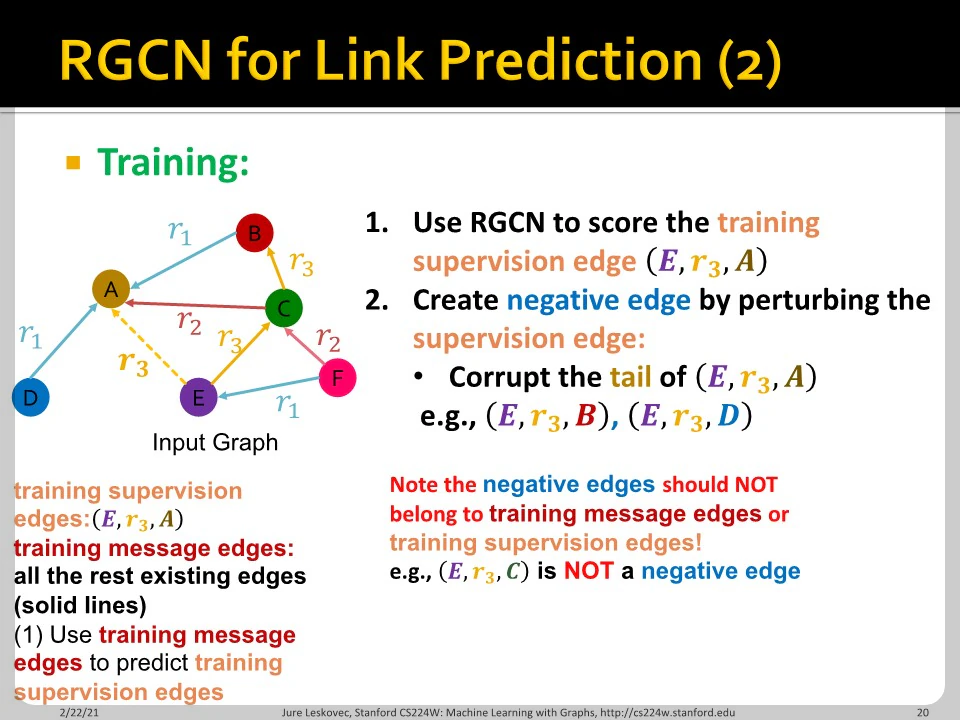 RGCN for Link Prediction (2)
Training:
r₁
B
r₃
A
C
r₂
r₁
r₃
r₂
r₃
F
D
E
r₁
Input Graph
1. Use RGCN to score the training
supervision edge (E, r₃, A)
2. Create negative edge by perturbing the
supervision edge:
• Corrupt the tail of (E, r₃, A)
e.g., (E, r₃, B), (E, r₃, D)
training supervision
edges:(E, r₃, A)
training message edges:
all the rest existing edges
(solid lines)
(1) Use training message
edges to predict training
supervision edges
Note the negative edges should NOT
belong to training message edges or
training supervision edges!
e.g., (E, r₃, C) is NOT a negative edge
2/22/21
Jure Leskovec, Stanford CS224W: Machine Learning with Graphs, http://cs224w.stanford.edu
20